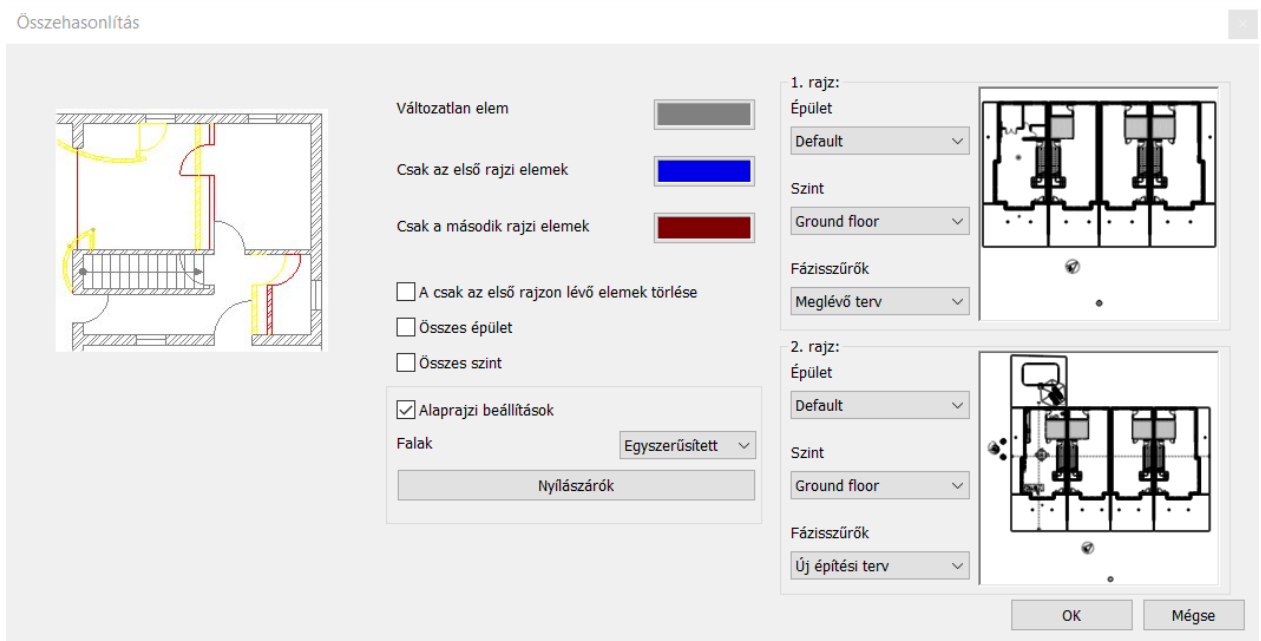 Összehasonlítás
Változatlan elem
Csak az első rajzi elemek
Csak a második rajzi elemek
A csak az első rajzon lévő elemek törlése
Összes épület
Összes szint
Alaprajzi beállítások
Falak
Egyszerűsített
Nyílászárók
1. rajz:
Épület
Default
Szint
Ground floor
Fázisszűrők
Meglévő terv
2. rajz:
Épület
Default
Szint
Ground floor
Fázisszűrők
Új építési terv
OK
Mégse